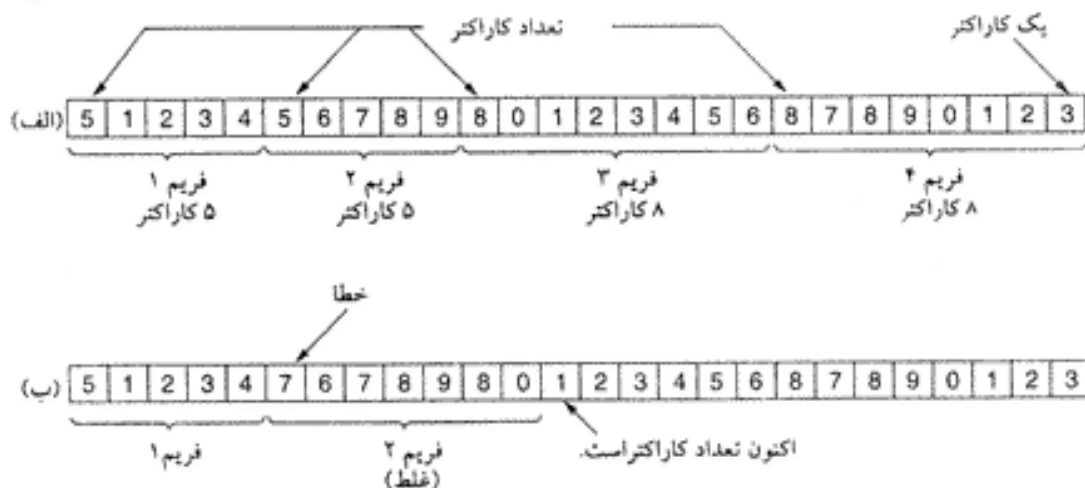 تعداد کاراکتر
یک کاراکتر
(الف) 5 1 2 3 4 5 6 7 8 9 8 0 1 2 3 4 5 6 8 7 8 9 0 1 2 3
فریم ۱
۵ کاراکتر
فریم ۲
۵ کاراکتر
فریم ۳
۸ کاراکتر
فریم ۴
۸ کاراکتر
خطا
(ب) 5 1 2 3 4 7 6 7 8 9 8 0 1 2 3 4 5 6 8 7 8 9 0 1 2 3
فریم۱
فریم ۲
(غلط)
اکنون تعداد کاراکتراست.